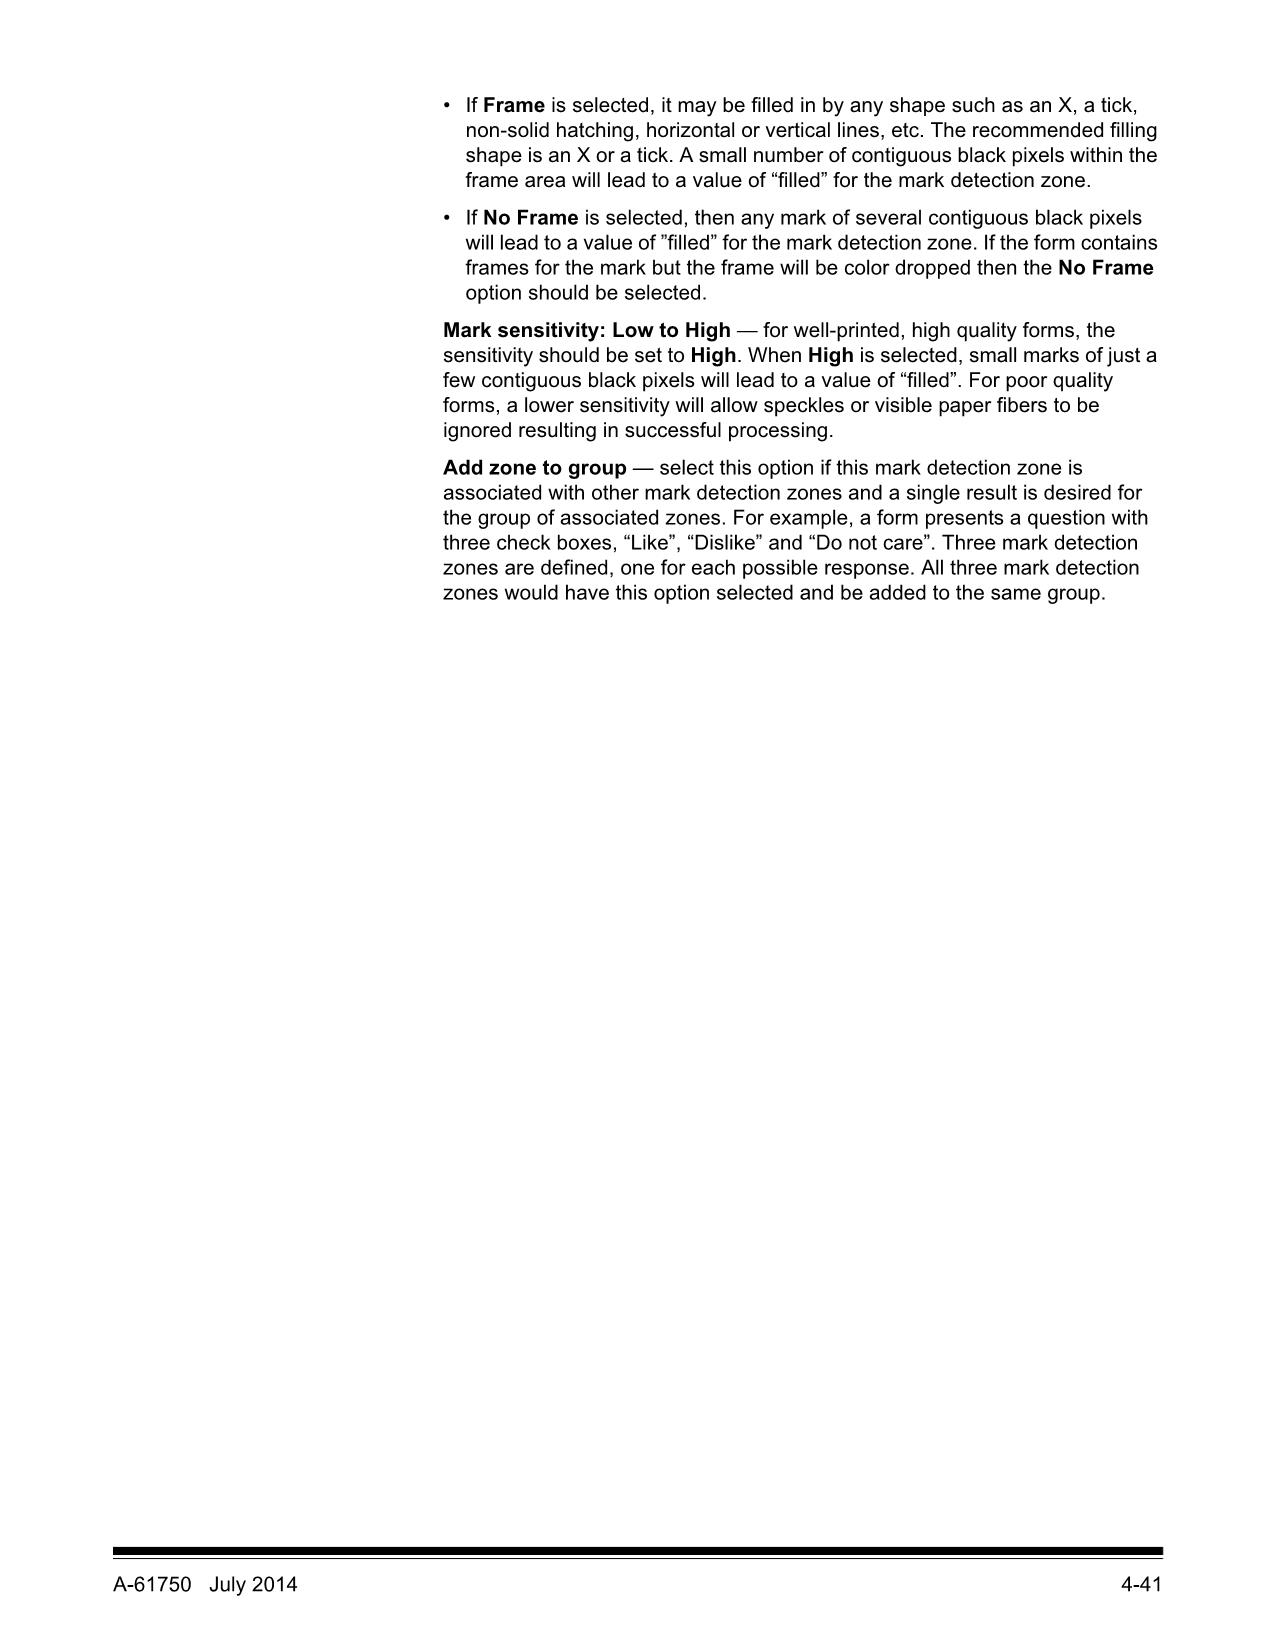 • If Frame is selected, it may be filled in by any shape such as an X, a tick,
non-solid hatching, horizontal or vertical lines, etc. The recommended filling
shape is an X or a tick. A small number of contiguous black pixels within the
frame area will lead to a value of “filled” for the mark detection zone.
• If No Frame is selected, then any mark of several contiguous black pixels
will lead to a value of ”filled” for the mark detection zone. If the form contains
frames for the mark but the frame will be color dropped then the No Frame
option should be selected.
Mark sensitivity: Low to High — for well-printed, high quality forms, the
sensitivity should be set to High. When High is selected, small marks of just a
few contiguous black pixels will lead to a value of “filled”. For poor quality
forms, a lower sensitivity will allow speckles or visible paper fibers to be
ignored resulting in successful processing.
Add zone to group — select this option if this mark detection zone is
associated with other mark detection zones and a single result is desired for
the group of associated zones. For example, a form presents a question with
three check boxes, “Like”, “Dislike” and “Do not care”. Three mark detection
zones are defined, one for each possible response. All three mark detection
zones would have this option selected and be added to the same group.
A-61750 July 2014 4-41